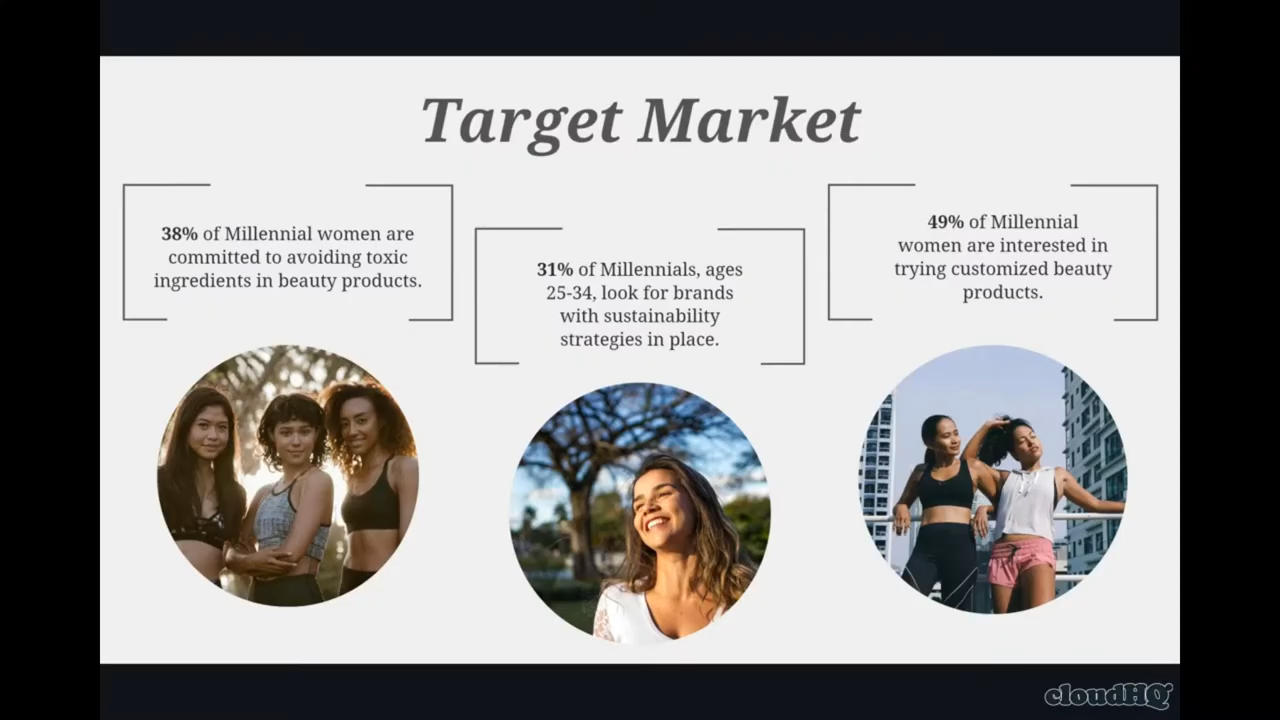 Target Market
38% of Millennial women are
committed to avoiding toxic
ingredients in beauty products.
31% of Millennials, ages
25-34, look for brands
with sustainability
strategies in place.
49% of Millennial
women are interested in
trying customized beauty
products.
cloudHQ